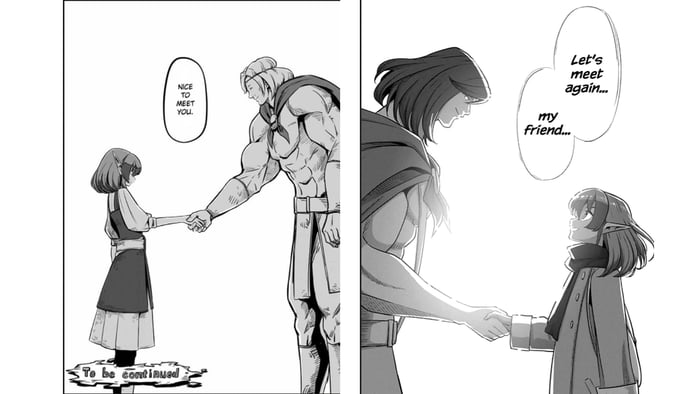 NICE
TO
MEET
YOU.
To be continued
Let's
meet
again...
my
friend...